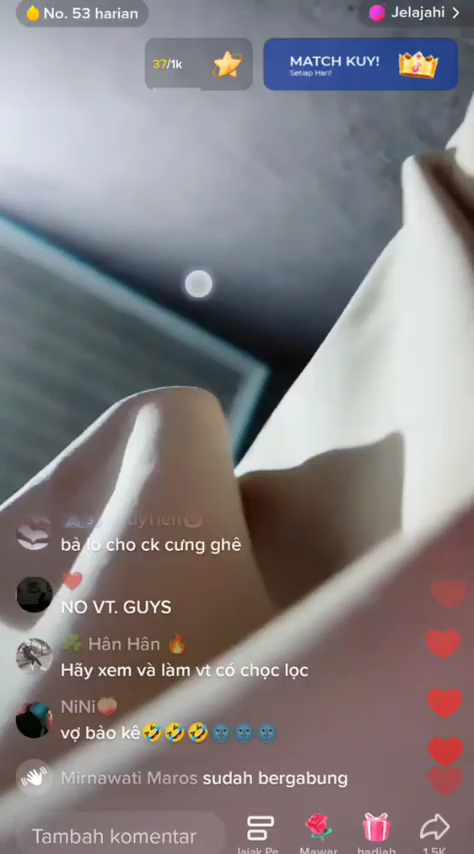 No. 53 harian
Jelajahi
37/1k
MATCH KUY!
Setiap Hari!
bả lo cho ck cưng ghê
NO VT. GUYS
Hân Hân
Hãy xem và làm vt có chọc lọc
NiNi
vợ bảo kê
Mirnawati Maros sudah bergabung
Tambah komentar
Mawar
hadiah
1.5K